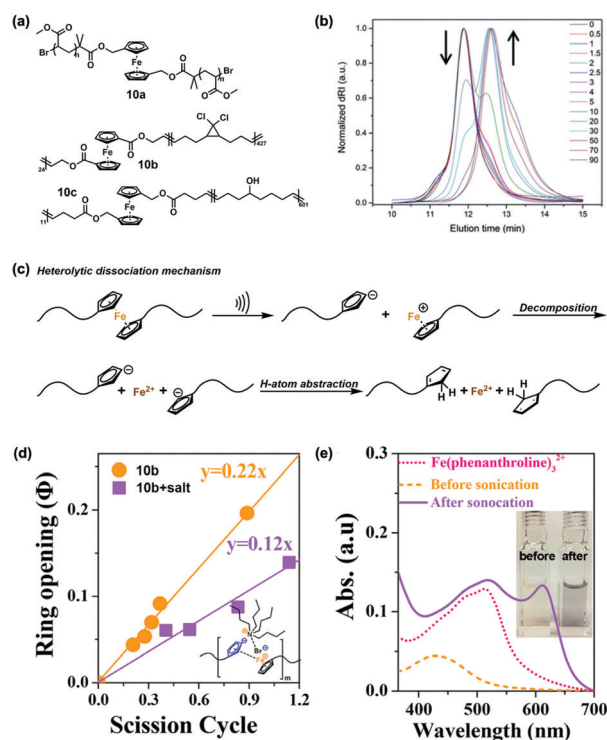 (a)
O
O
Br
n
O
O
Fe
O
O
Br
n
O
O
10a
Cl Cl
O
O
427
Fe
O
O
24
10b
10c
O
O
OH
601
Fe
O
O
11
(b)
Normalized dRI (a.u.)
1.0
0.8
0.6
0.4
0.2
0.0
10 11 12 13 14 15
Elution time (min)
0
0.5
1
1.5
2
2.5
3
4
5
10
20
30
50
70
90
(c) Heterolytic dissociation mechanism
Fe
+
Fe
Decomposition
+ Fe2+ +
H-atom abstraction
H H
+ Fe2+ +
H
H
(d)
Ring opening (Φ)
0.3
0.2
0.1
0.0
0.0 0.3 0.6 0.9 1.2
Scission Cycle
10b
10b+salt
y=0.22x
y=0.12x
N
Br
Fe
m
(e)
Abs. (a.u)
0.3
0.2
0.1
0.0
400 500 600 700
Wavelength (nm)
Fe(phenanthroline)₃²⁺
Before sonication
After sonocation
before after